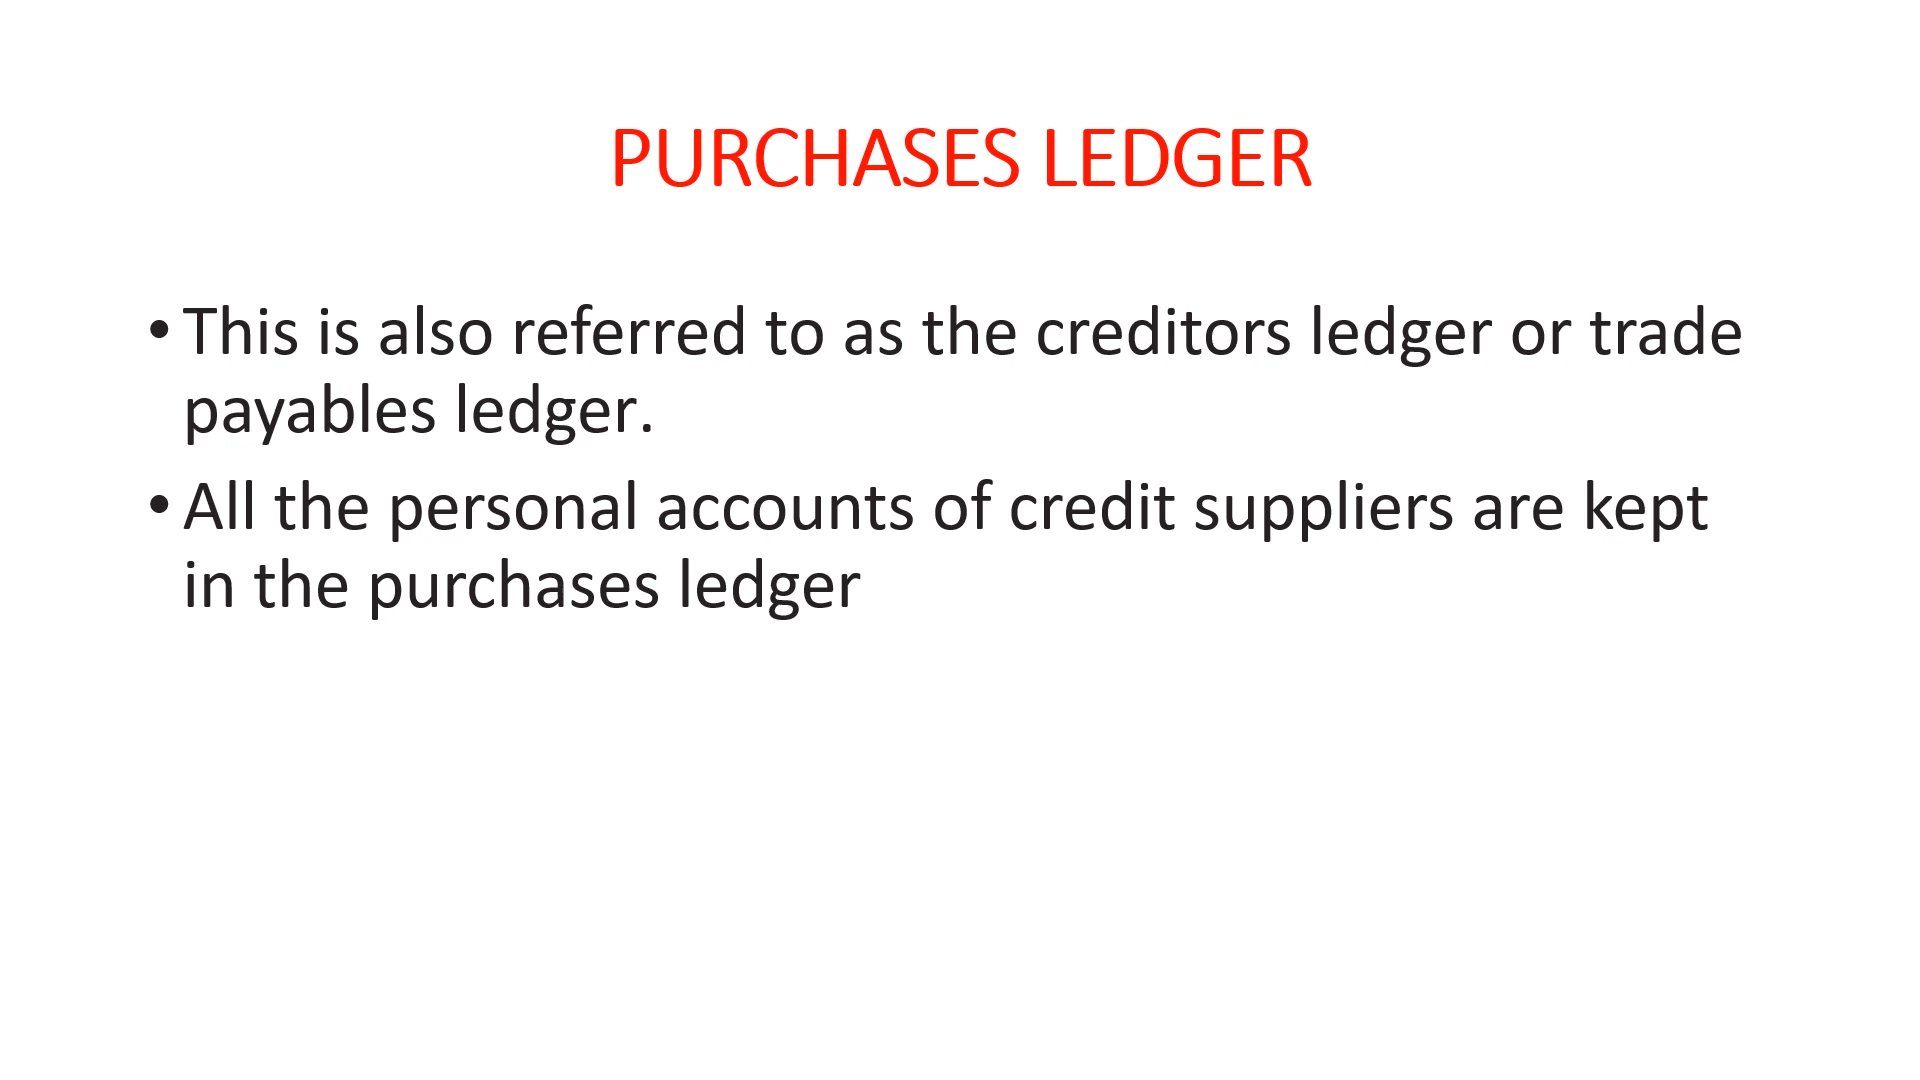 PURCHASES LEDGER
• This is also referred to as the creditors ledger or trade
payables ledger.
• All the personal accounts of credit suppliers are kept
in the purchases ledger